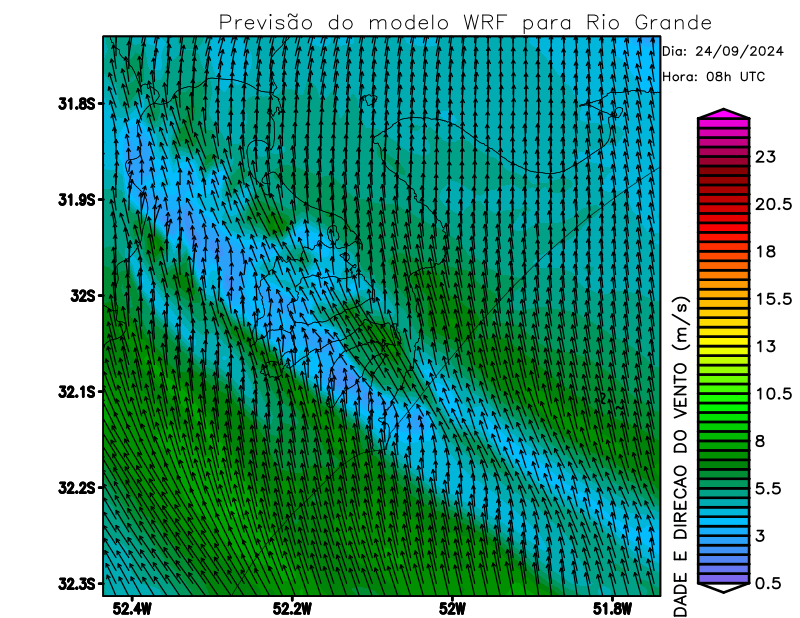 Previsão do modelo WRF para Rio Grande
Dia: 24/09/2024
Hora: 08h UTC
31.8S
31.9S
32S
32.1S
32.2S
32.3S
52.4W
52.2W
52W
51.8W
23
20.5
18
15.5
13
10.5
8
5.5
3
0.5
DADE E DIRECAO DO VENTO (m/s)